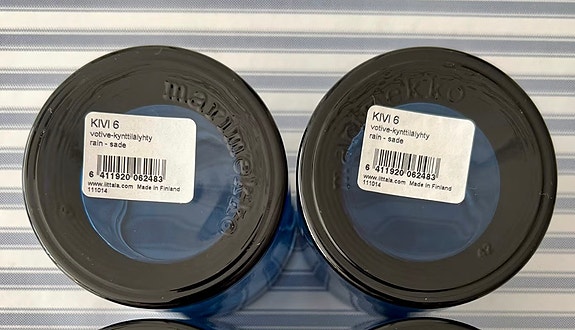 marimekko
KIVI 6
votive-kynttilälyhty
rain - sade
6 411920 062483
www.iittala.com Made in Finland
111014
marimekko
KIVI 6
votive-kynttilälyhty
rain - sade
6 411920 062483
www.iittala.com Made in Finland
111014